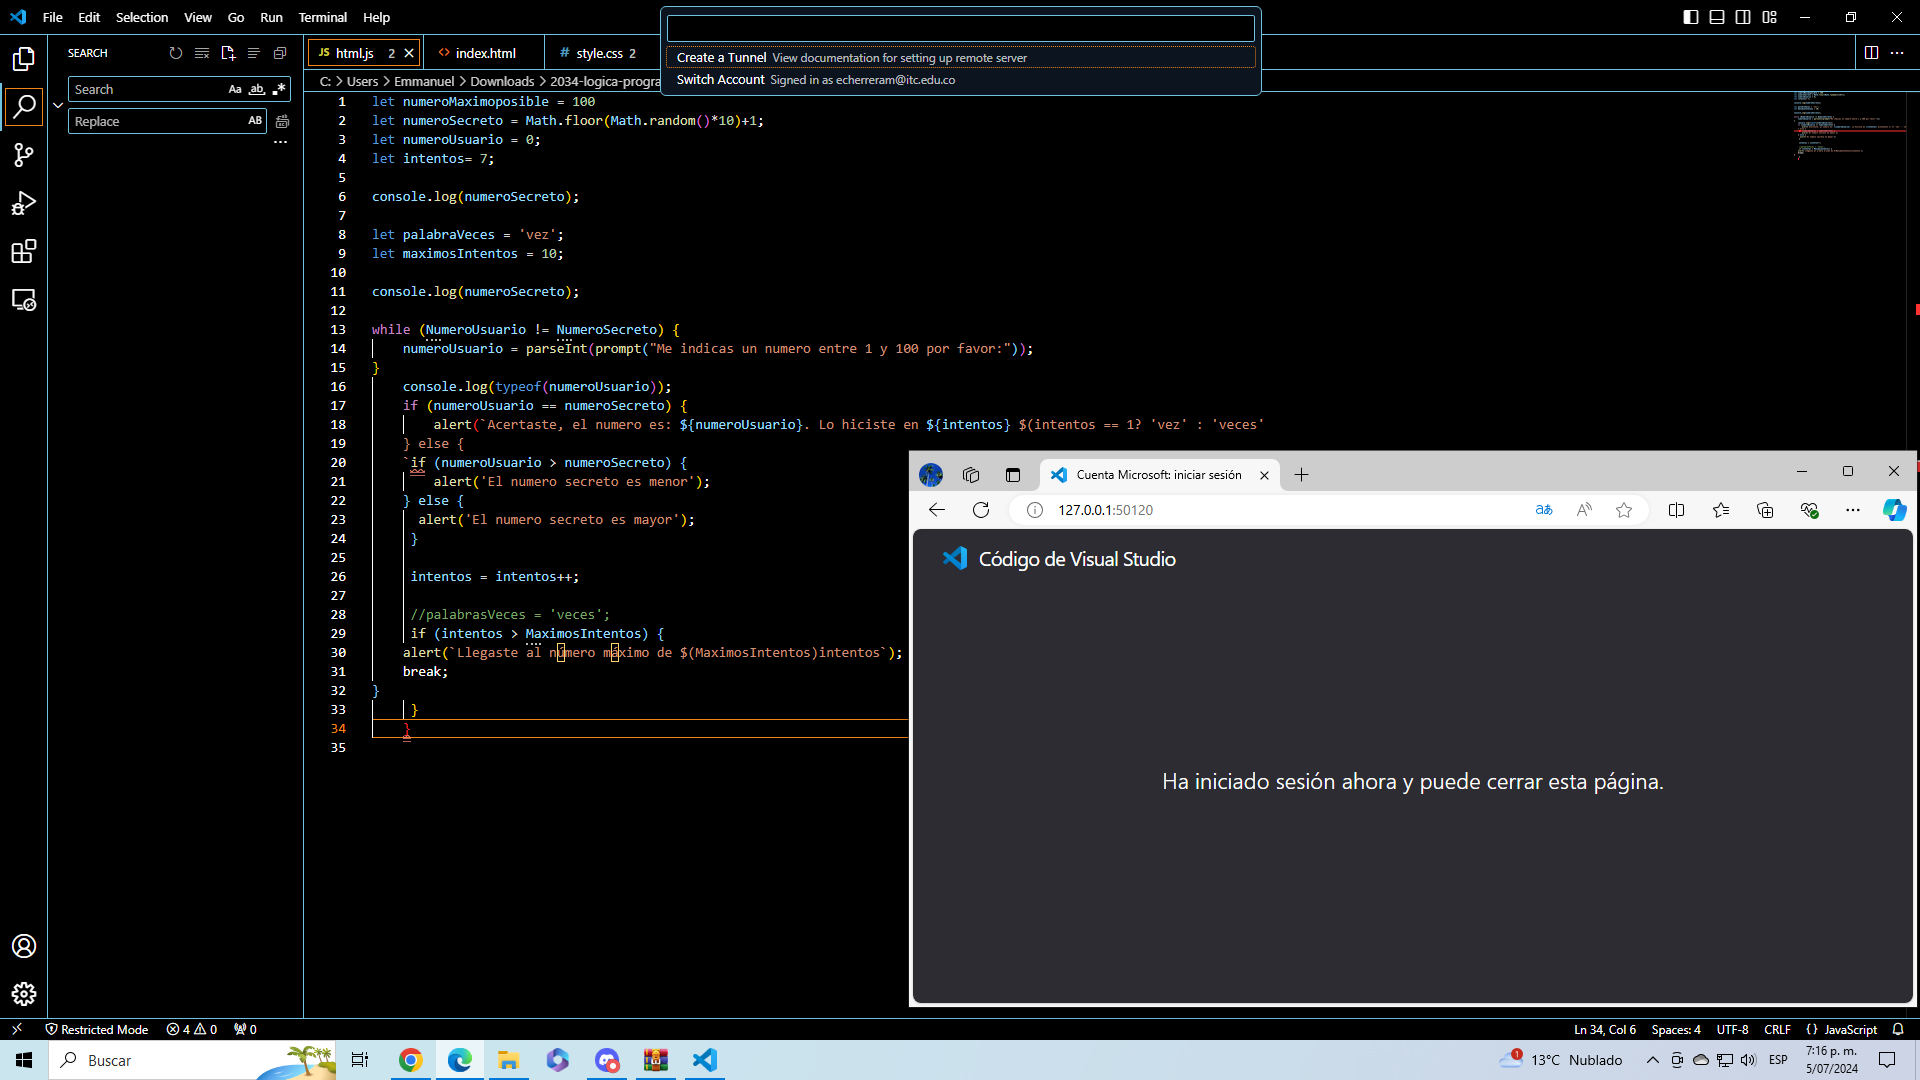 File Edit Selection View Go Run Terminal Help
Create a Tunnel View documentation for setting up remote server
Switch Account Signed in as echerreram@itc.edu.co
SEARCH
Search
Aa ab .*
Replace
AB
...
JS html.js 2
<> index.html
# style.css 2
C: > Users > Emmanuel > Downloads > 2034-logica-progra
1 let numeroMaximoposible = 100
2 let numeroSecreto = Math.floor(Math.random()*10)+1;
3 let numeroUsuario = 0;
4 let intentos= 7;
5
6 console.log(numeroSecreto);
7
8 let palabraVeces = 'vez';
9 let maximosIntentos = 10;
10
11 console.log(numeroSecreto);
12
13 while (NumeroUsuario != NumeroSecreto) {
14 numeroUsuario = parseInt(prompt("Me indicas un numero entre 1 y 100 por favor:"));
15 }
16 console.log(typeof(numeroUsuario));
17 if (numeroUsuario == numeroSecreto) {
18 alert(`Acertaste, el numero es: ${numeroUsuario}. Lo hiciste en ${intentos} $(intentos == 1? 'vez' : 'veces'
19 } else {
20 `if (numeroUsuario > numeroSecreto) {
21 alert('El numero secreto es menor');
22 } else {
23 alert('El numero secreto es mayor');
24 }
25
26 intentos = intentos++;
27
28 //palabrasVeces = 'veces';
29 if (intentos > MaximosIntentos) {
30 alert(`Llegaste al número máximo de $(MaximosIntentos)intentos`);
31 break;
32 }
33 }
34 }
35
Cuenta Microsoft: iniciar sesión
127.0.0.1:50120
Código de Visual Studio
Ha iniciado sesión ahora y puede cerrar esta página.
Restricted Mode 4 0 0
Ln 34, Col 6 Spaces: 4 UTF-8 CRLF {} JavaScript
Buscar
1 13°C Nublado ESP
7:16 p. m.
5/07/2024